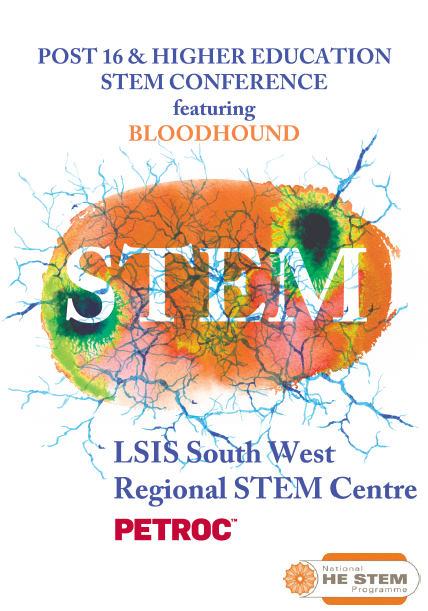 POST 16 & HIGHER EDUCATION
STEM CONFERENCE
featuring
BLOODHOUND
STEM
LSIS South West
Regional STEM Centre
PETROC™
National
HE STEM
Programme